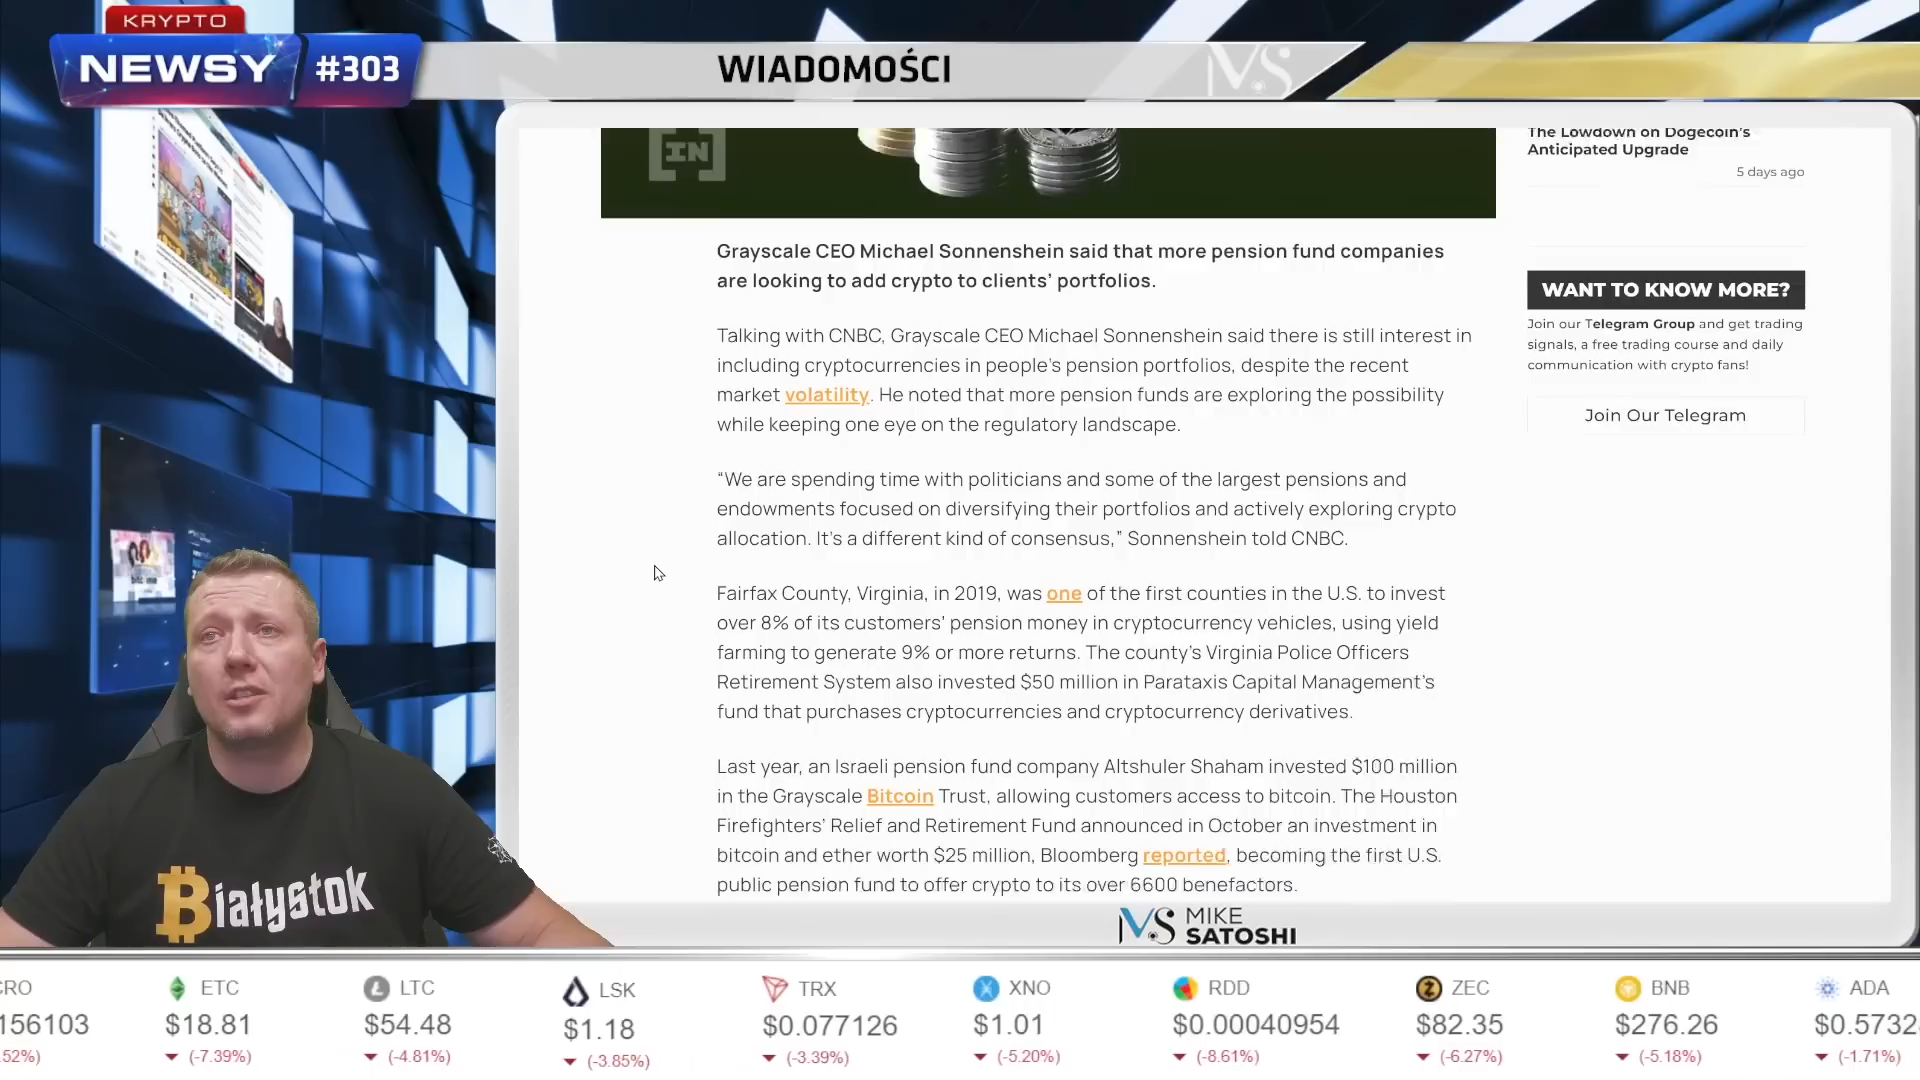 KRYPTO
NEWSY #303
WIADOMOŚCI
MS
IN
The Lowdown on Dogecoin's
Anticipated Upgrade
5 days ago
WANT TO KNOW MORE?
Join our Telegram Group and get trading
signals, a free trading course and daily
communication with crypto fans!
Join Our Telegram
Grayscale CEO Michael Sonnenshein said that more pension fund companies
are looking to add crypto to clients’ portfolios.
Talking with CNBC, Grayscale CEO Michael Sonnenshein said there is still interest in
including cryptocurrencies in people’s pension portfolios, despite the recent
market volatility. He noted that more pension funds are exploring the possibility
while keeping one eye on the regulatory landscape.
“We are spending time with politicians and some of the largest pensions and
endowments focused on diversifying their portfolios and actively exploring crypto
allocation. It’s a different kind of consensus,” Sonnenshein told CNBC.
Fairfax County, Virginia, in 2019, was one of the first counties in the U.S. to invest
over 8% of its customers’ pension money in cryptocurrency vehicles, using yield
farming to generate 9% or more returns. The county’s Virginia Police Officers
Retirement System also invested $50 million in Parataxis Capital Management’s
fund that purchases cryptocurrencies and cryptocurrency derivatives.
Last year, an Israeli pension fund company Altshuler Shaham invested $100 million
in the Grayscale Bitcoin Trust, allowing customers access to bitcoin. The Houston
Firefighters’ Relief and Retirement Fund announced in October an investment in
bitcoin and ether worth $25 million, Bloomberg reported, becoming the first U.S.
public pension fund to offer crypto to its over 6600 benefactors.
Białystok
MS MIKE
SATOSHI
CRO ETC LTC LSK TRX XNO RDD ZEC BNB ADA
156103 $18.81 $54.48 $1.18 $0.077126 $1.01 $0.00040954 $82.35 $276.26 $0.5732
52%) (-7.39%) (-4.81%) (-3.85%) (-3.39%) (-5.20%) (-8.61%) (-6.27%) (-5.18%) (-1.71%)